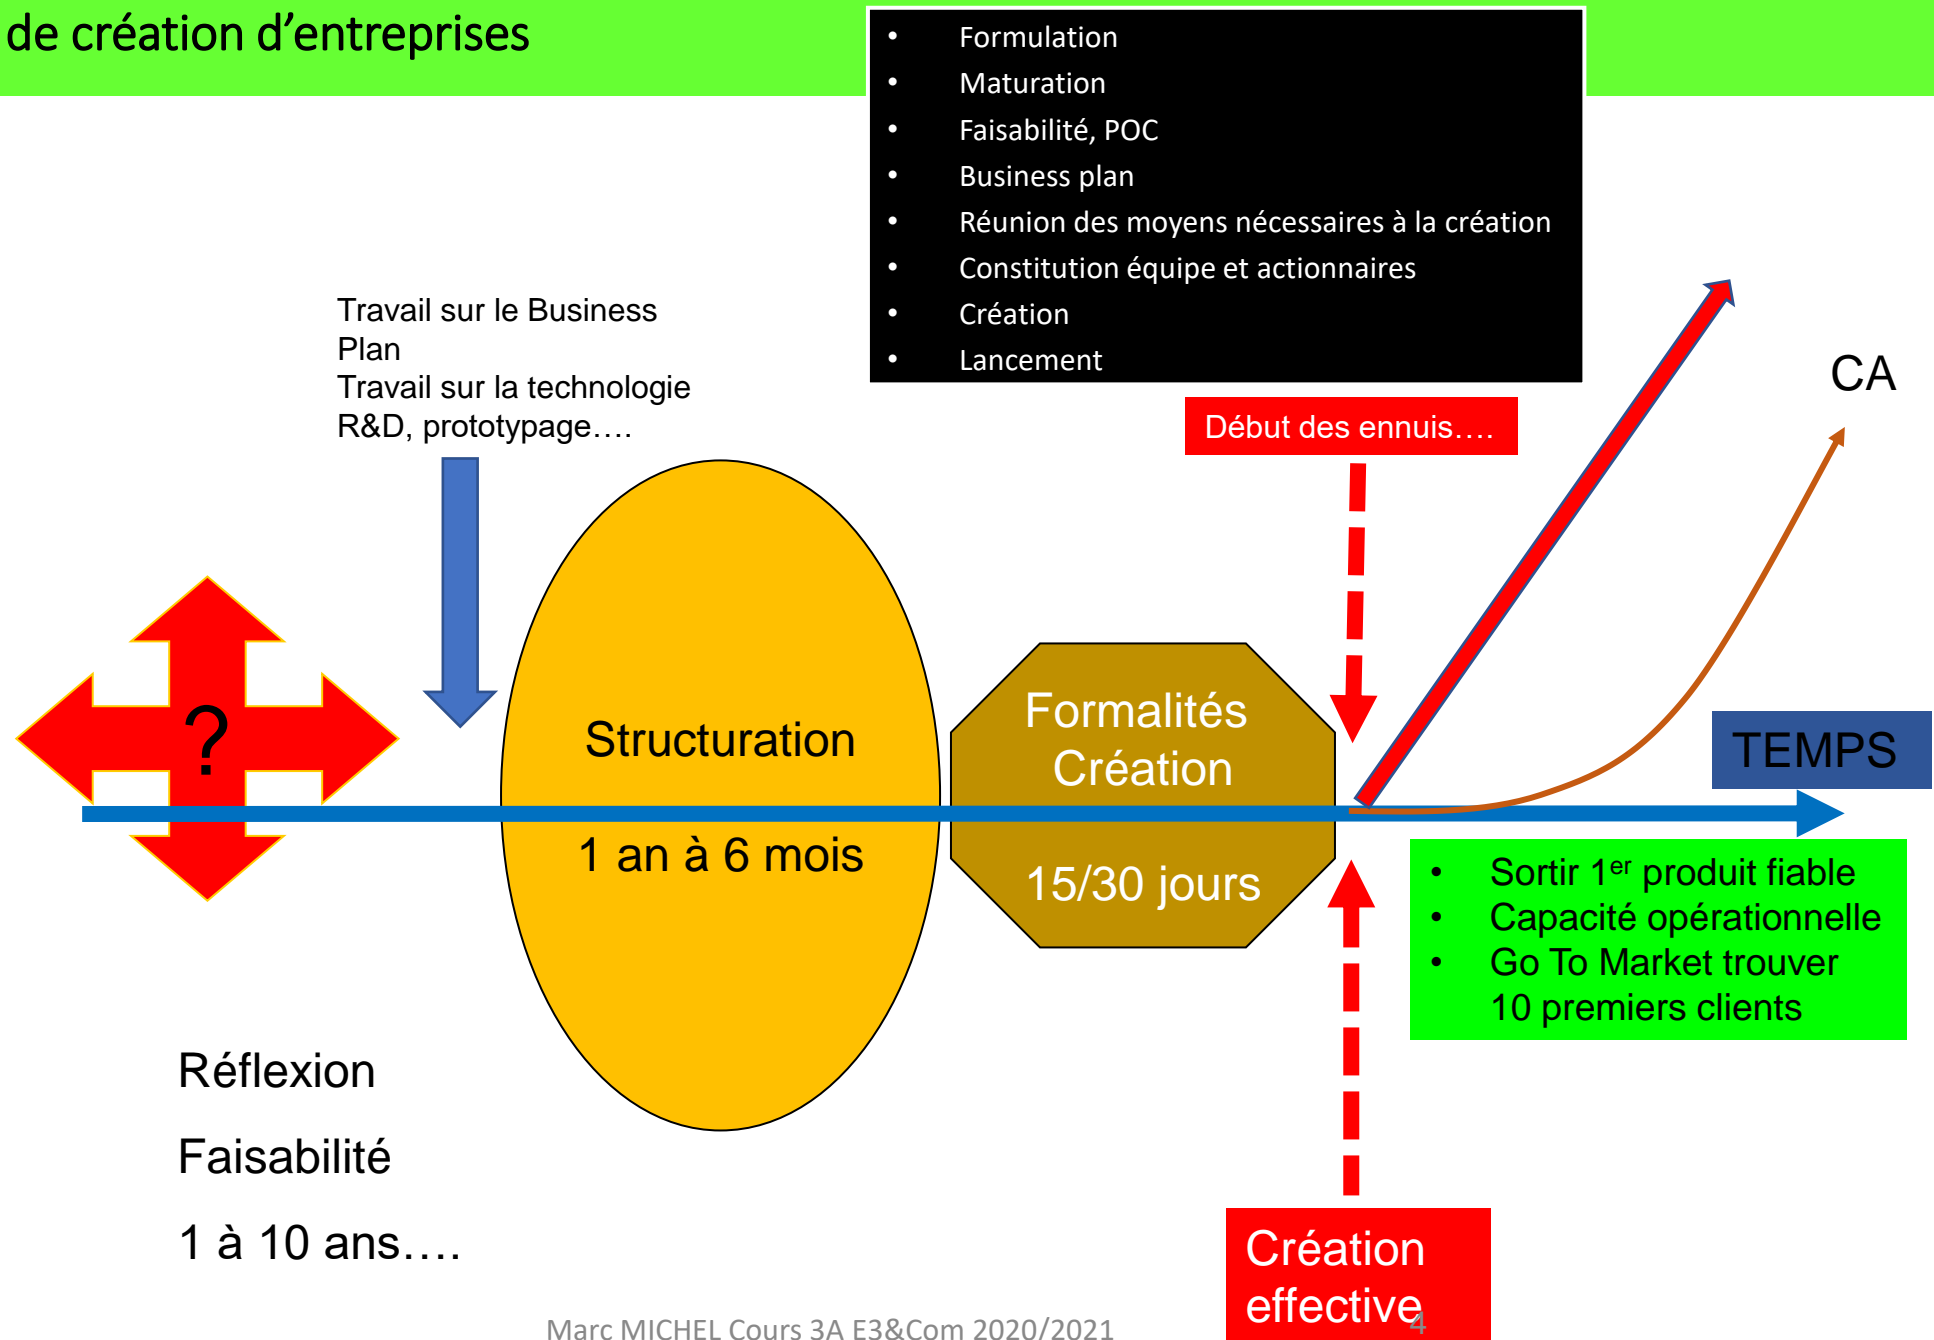 de création d'entreprises
• Formulation
• Maturation
• Faisabilité, POC
• Business plan
• Réunion des moyens nécessaires à la création
• Constitution équipe et actionnaires
• Création
• Lancement
Travail sur le Business
Plan
Travail sur la technologie
R&D, prototypage....
Début des ennuis....
CA
?
Structuration
1 an à 6 mois
Formalités
Création
15/30 jours
TEMPS
• Sortir 1er produit fiable
• Capacité opérationnelle
• Go To Market trouver
10 premiers clients
Réflexion
Faisabilité
1 à 10 ans....
Création
effective
Marc MICHEL Cours 3A E3&Com 2020/2021
4